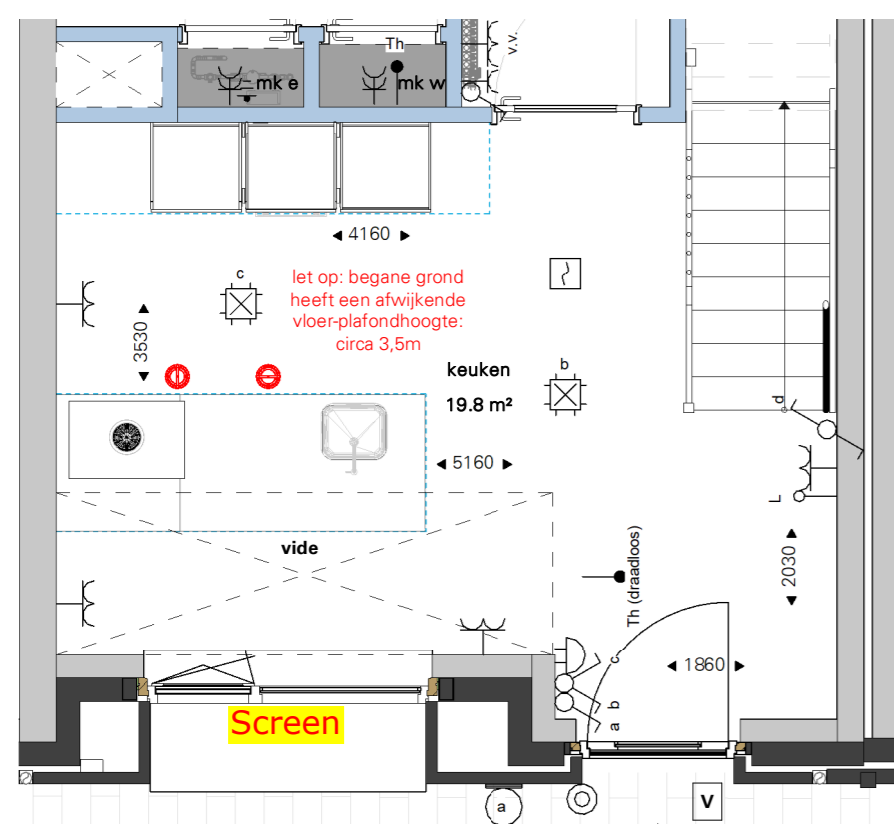 Th
v.v.
mk e
mk w
4160
c
let op: begane grond
heeft een afwijkende
vloer-plafondhoogte:
circa 3,5m
3530
keuken
b
19.8 m²
d
5160
L
vide
Th (draadloos)
2030
c
1860
b
a
Screen
a
V